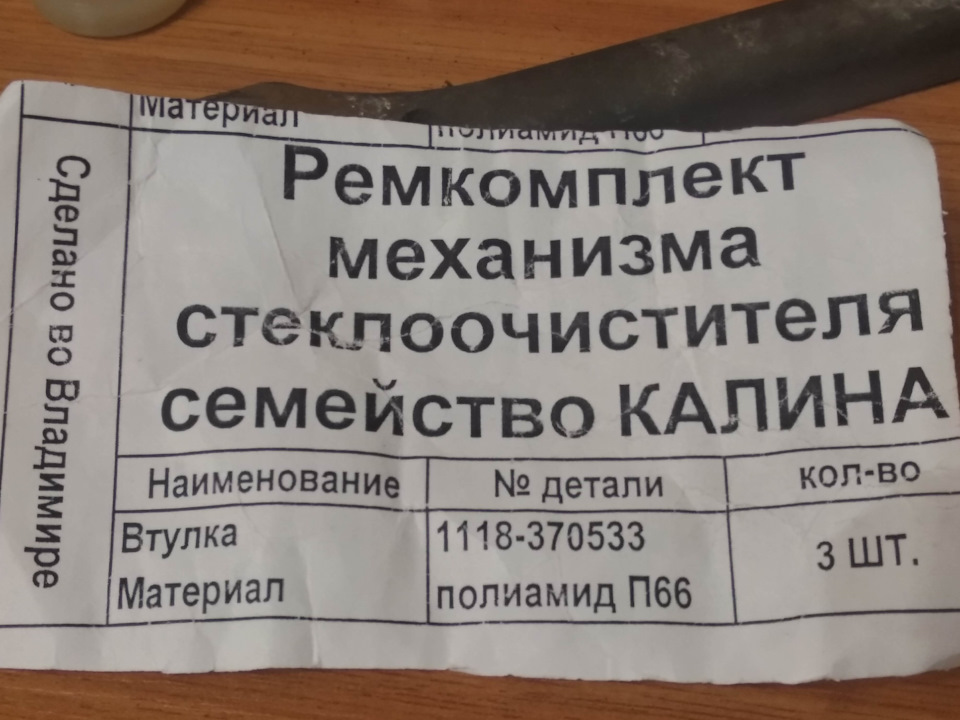 Материал
полиамид П66
Сделано во Владимире
Ремкомплект
механизма
стеклоочистителя
семейство КАЛИНА
Наименование № детали кол-во
Втулка 1118-370533 3 ШТ.
Материал полиамид П66